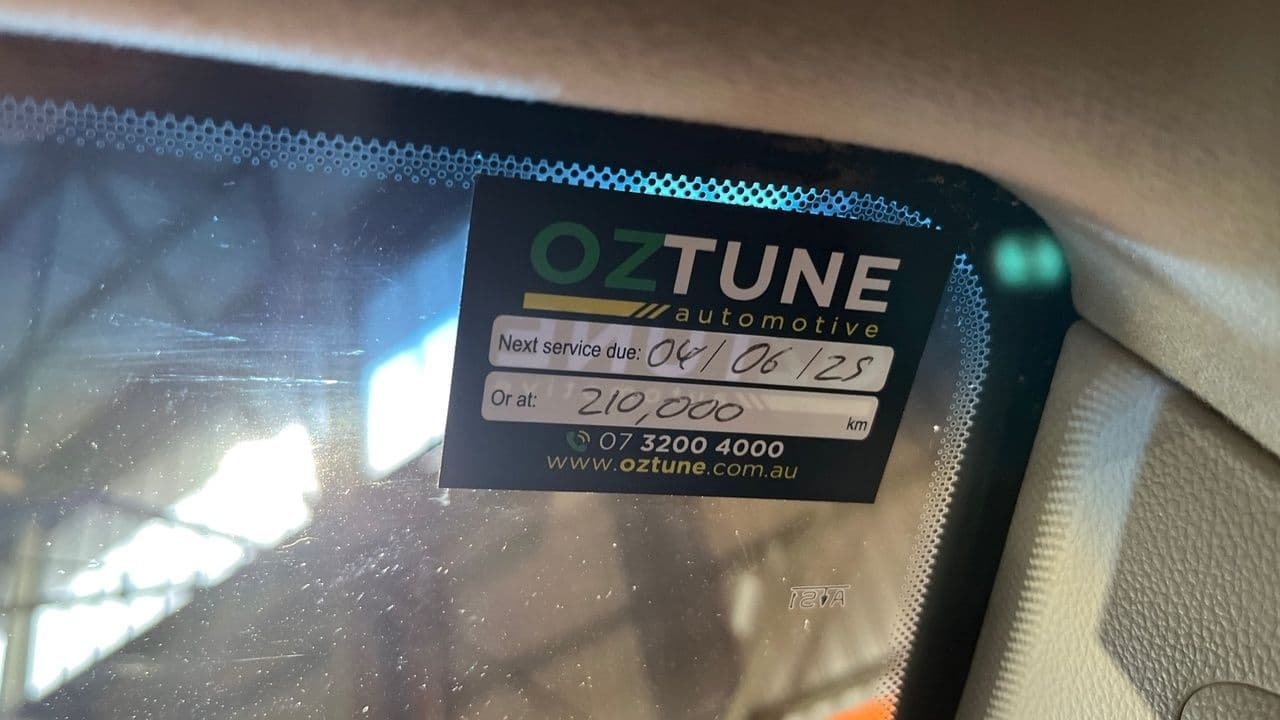 OZTUNE
automotive
Next service due: 04/06/25
Or at: 210,000 km
07 3200 4000
www.oztune.com.au